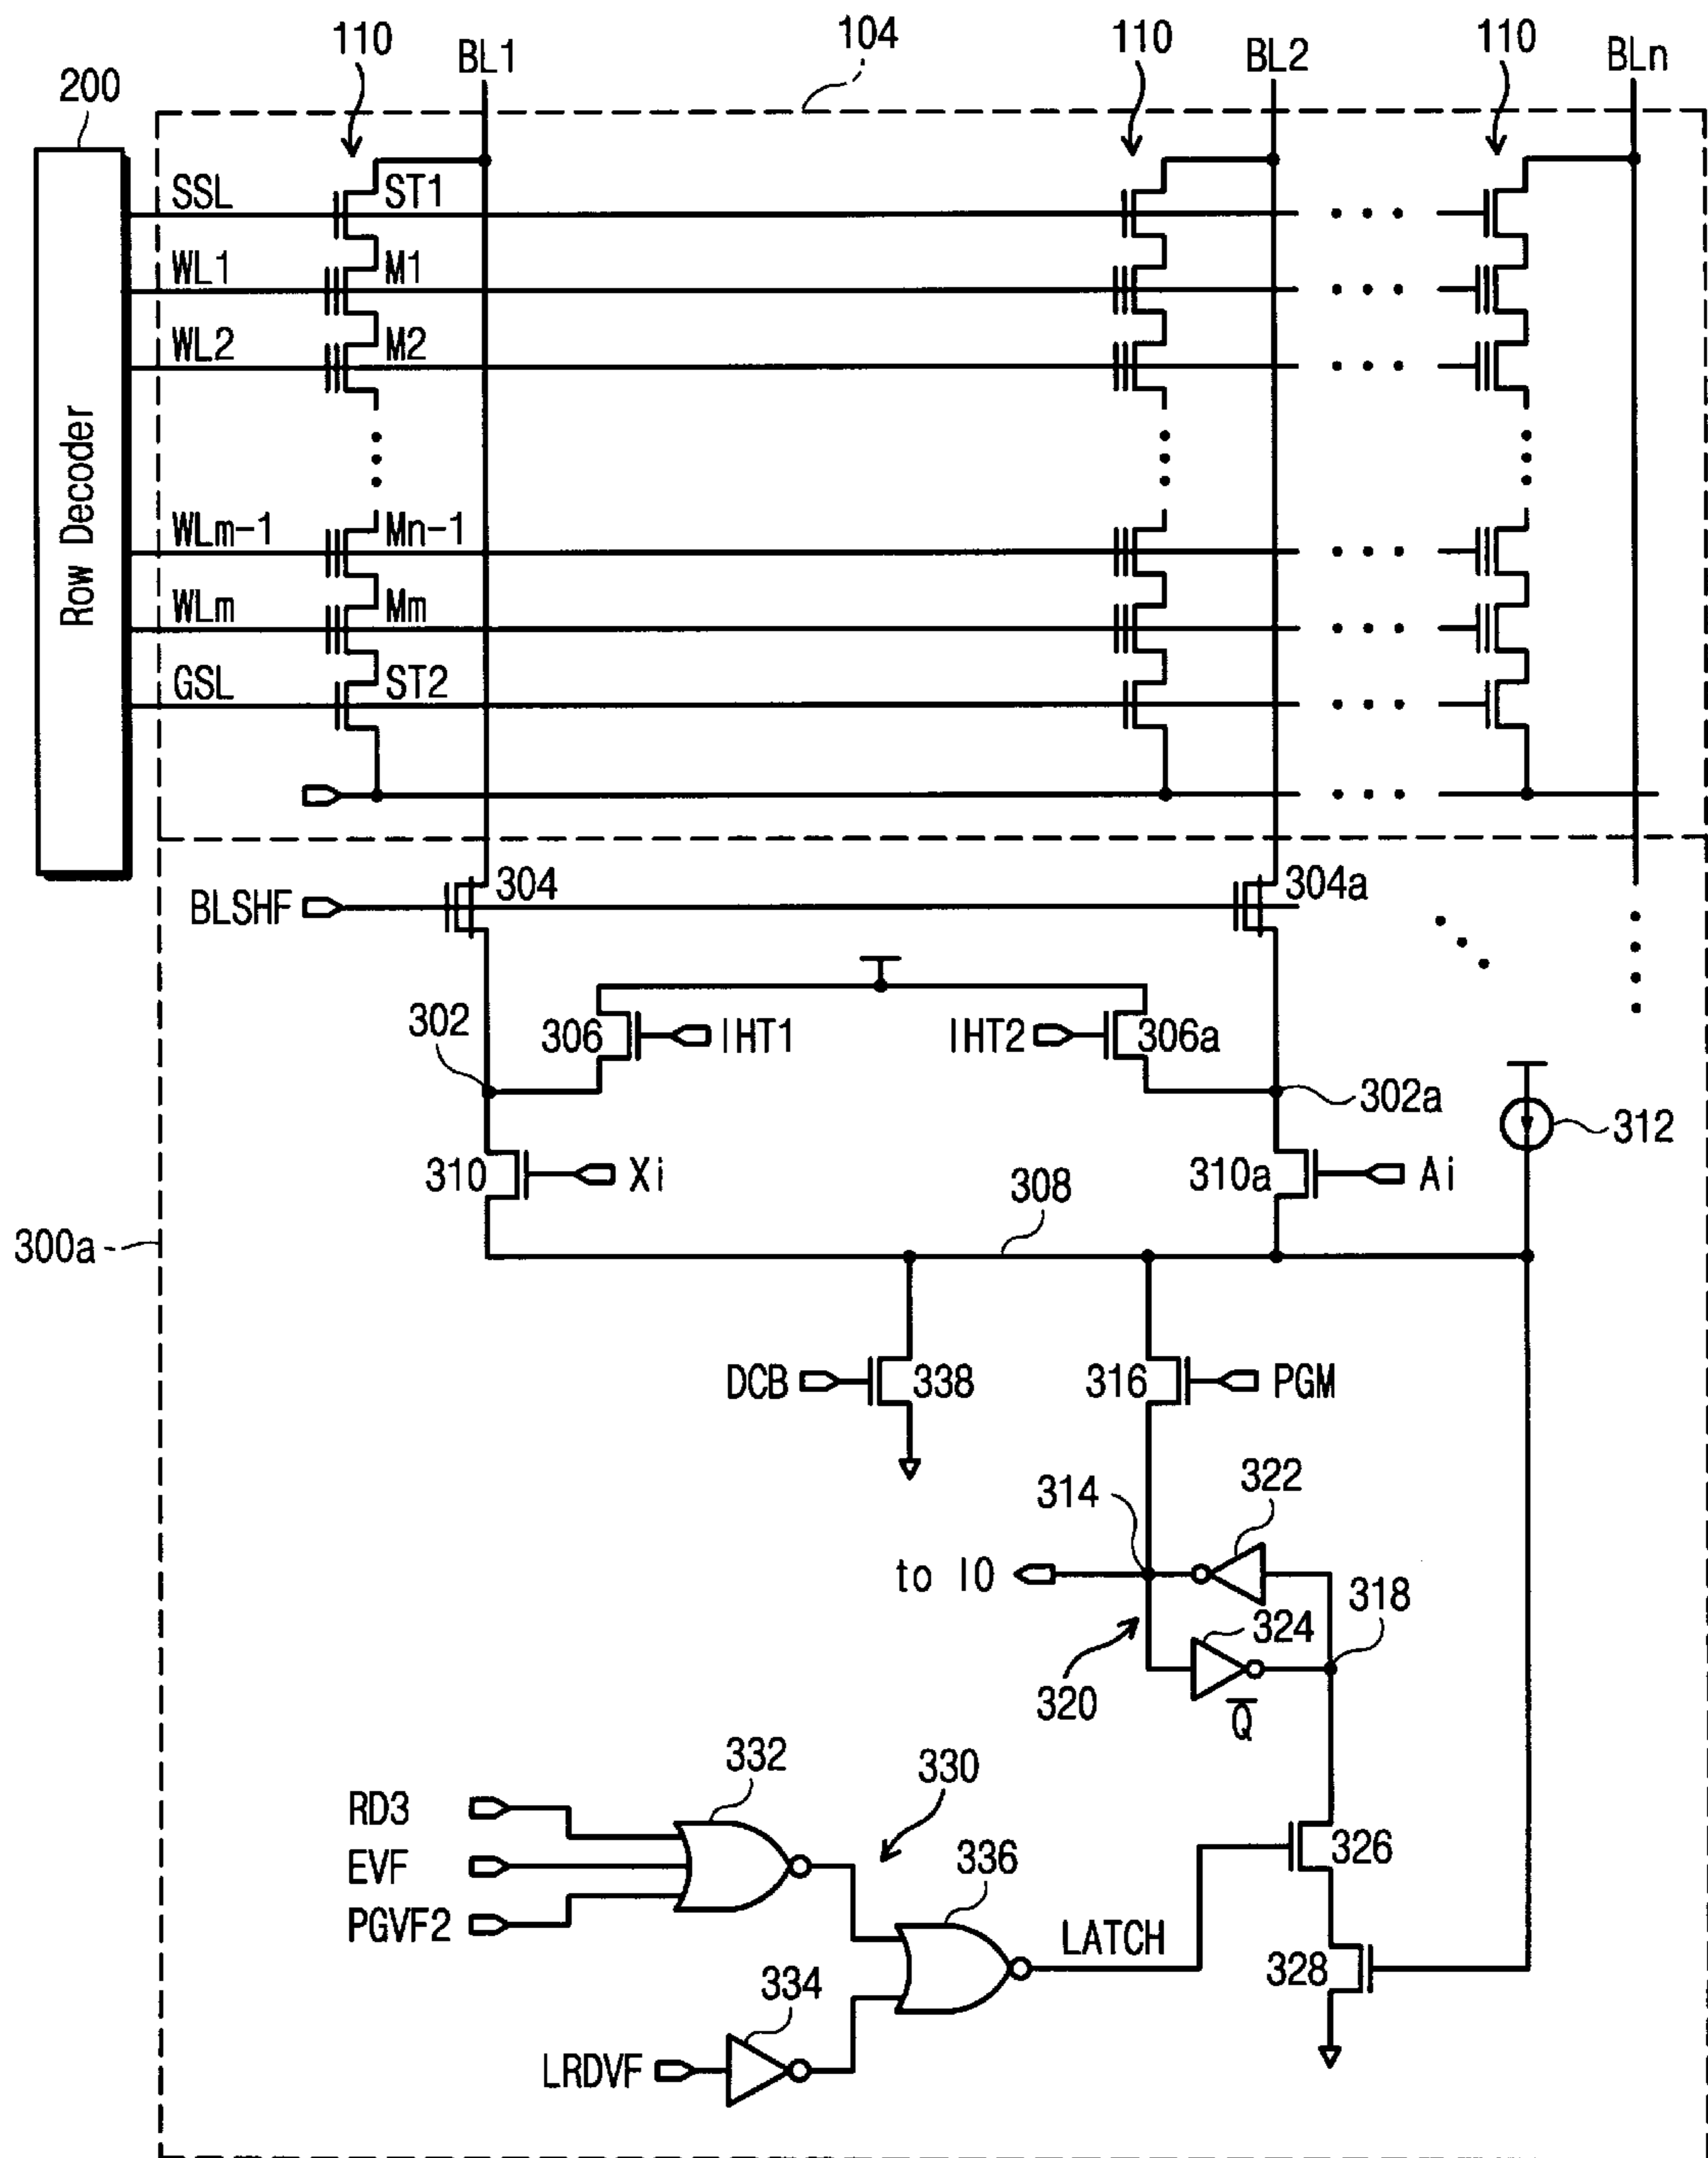 110
BL1
104
110
BL2
110
BLn
200
Row Decoder
SSL
ST1
WL1
M1
WL2
M2
WLm-1
Mn-1
WLm
Mm
GSL
ST2
BLSHF
304
304a
302
306
IHT1
IHT2
306a
302a
312
310
Xi
310a
Ai
308
300a
DCB
338
316
PGM
314
322
to IO
318
324
320
Q
332
330
RD3
EVF
PGVF2
336
326
LATCH
328
334
LRDVF